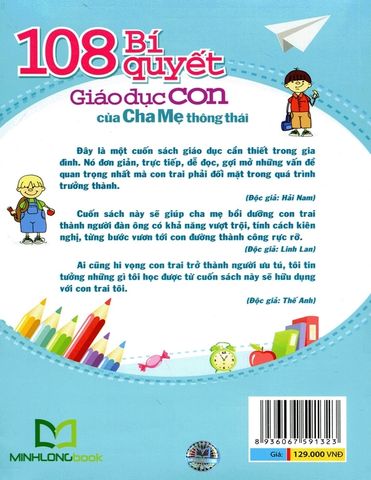 108 Bí quyết
Giáo dục con
của Cha Mẹ thông thái
Đây là một cuốn sách giáo dục cần thiết trong gia
đình. Nó đơn giản, trực tiếp, dễ đọc, gợi mở những vấn đề
quan trọng nhất mà con trai phải đối mặt trong quá trình
trưởng thành.
(Độc giả: Hải Nam)
Cuốn sách này sẽ giúp cha mẹ bồi dưỡng con trai
thành người đàn ông có khả năng vượt trội, tính cách kiên
nghị, từng bước vươn tới con đường thành công rực rỡ.
(Độc giả: Linh Lan)
Ai cũng hi vọng con trai trở thành người ưu tú, tôi tin
tưởng những gì tôi học được từ cuốn sách này sẽ hữu dụng
với con trai tôi.
(Độc giả: Thế Anh)
MINHLONGbook
8 936067 591323
Giá: 129.000 VNĐ